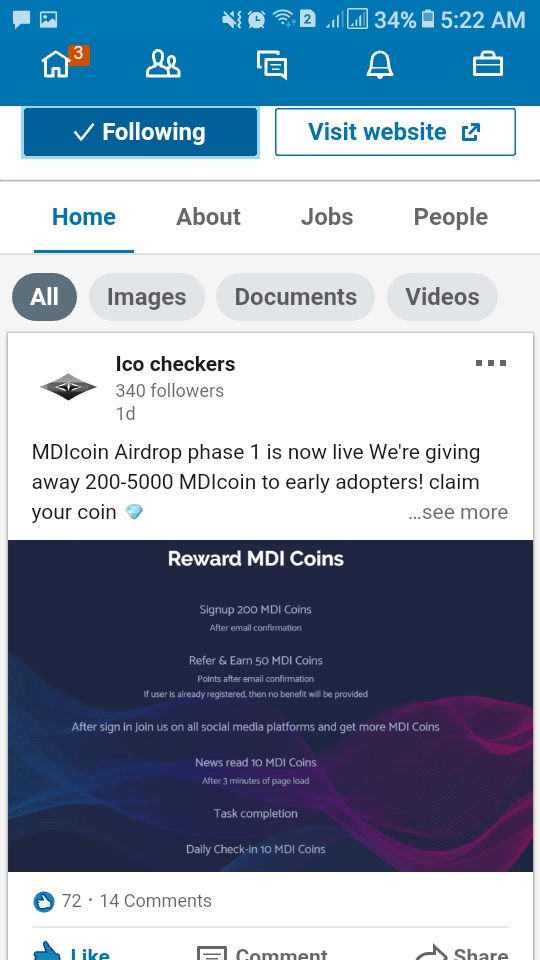 2 34% 5:22 AM
3
Following Visit website
Home About Jobs People
All Images Documents Videos
Ico checkers
340 followers
1d
MDIcoin Airdrop phase 1 is now live We're giving
away 200-5000 MDIcoin to early adopters! claim
your coin 💎 ...see more
Reward MDI Coins
Signup 200 MDI Coins
After email confirmation
Refer & Earn 50 MDI Coins
Points after email confirmation
If user is already registered, then no benefit will be provided
After sign in Join us on all social media platforms and get more MDI Coins
News read 10 MDI Coins
After 3 minutes of page load
Task completion
Daily Check-in 10 MDI Coins
72 · 14 Comments
Like Comment Share